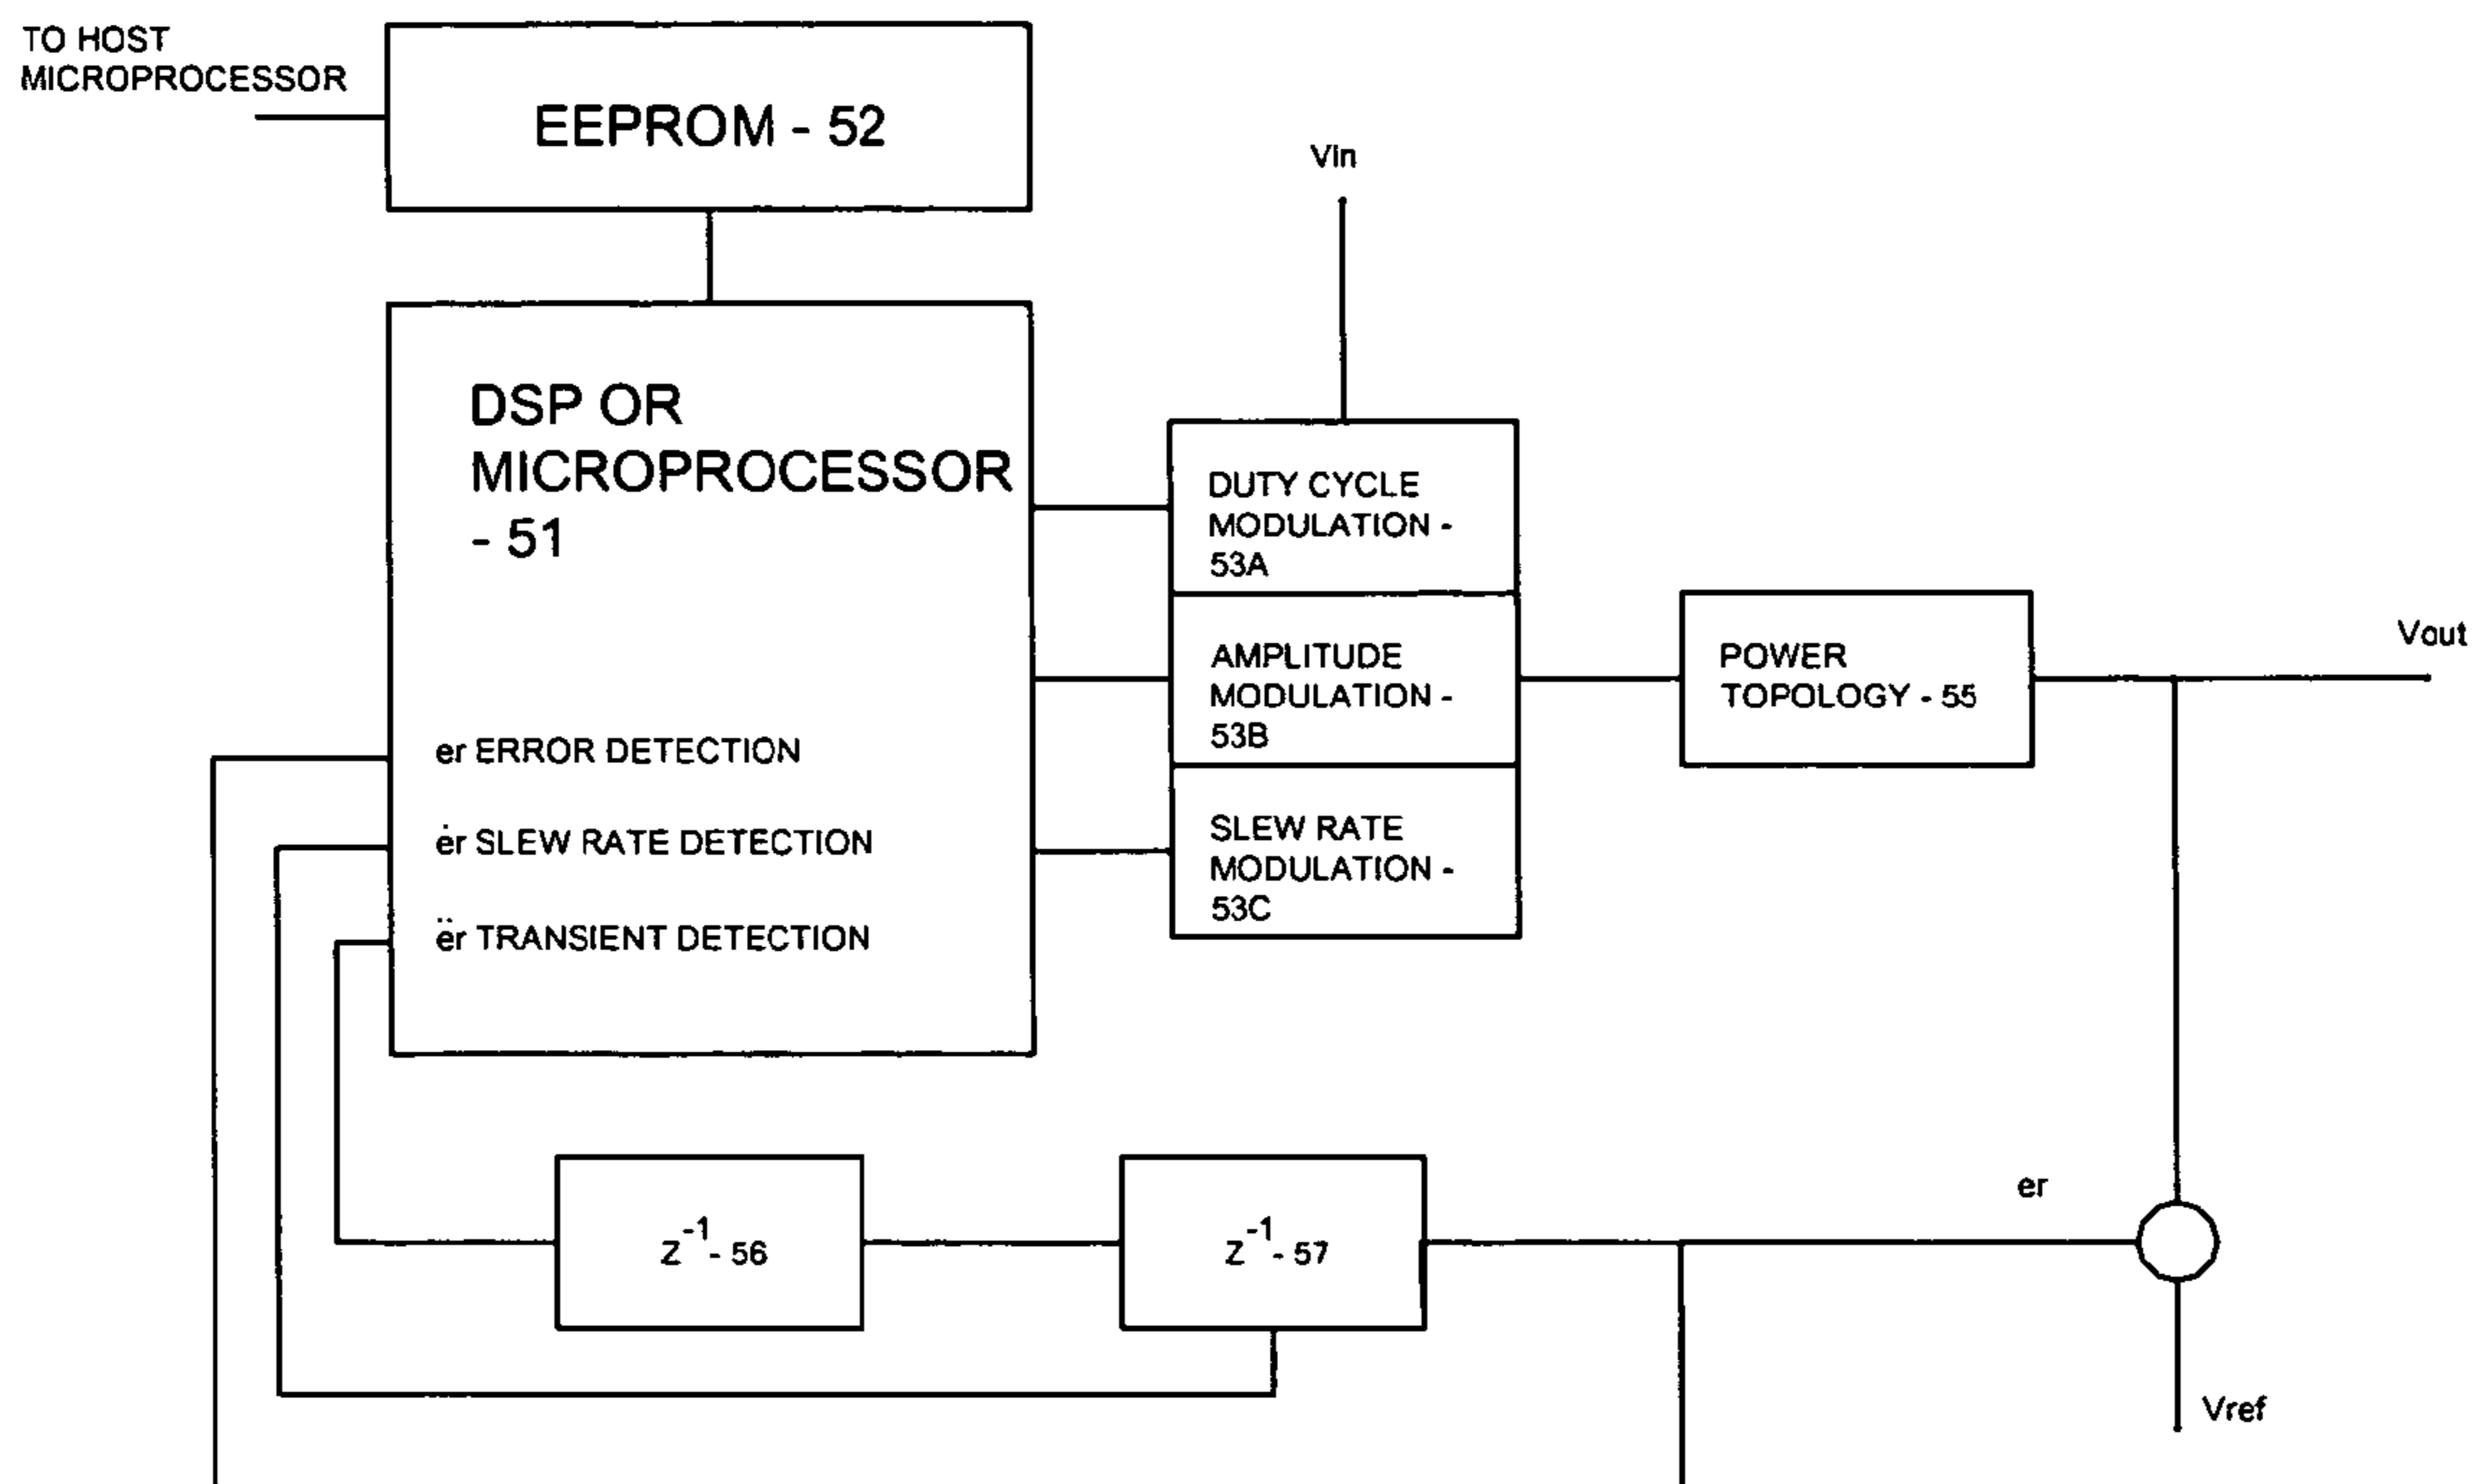 TO HOST
MICROPROCESSOR
EEPROM - 52
Vin
DSP OR
MICROPROCESSOR
- 51
DUTY CYCLE
MODULATION -
53A
AMPLITUDE
MODULATION -
53B
SLEW RATE
MODULATION -
53C
POWER
TOPOLOGY - 55
Vout
er ERROR DETECTION
ėr SLEW RATE DETECTION
ër TRANSIENT DETECTION
er
z⁻¹ - 56
z⁻¹ - 57
Vref